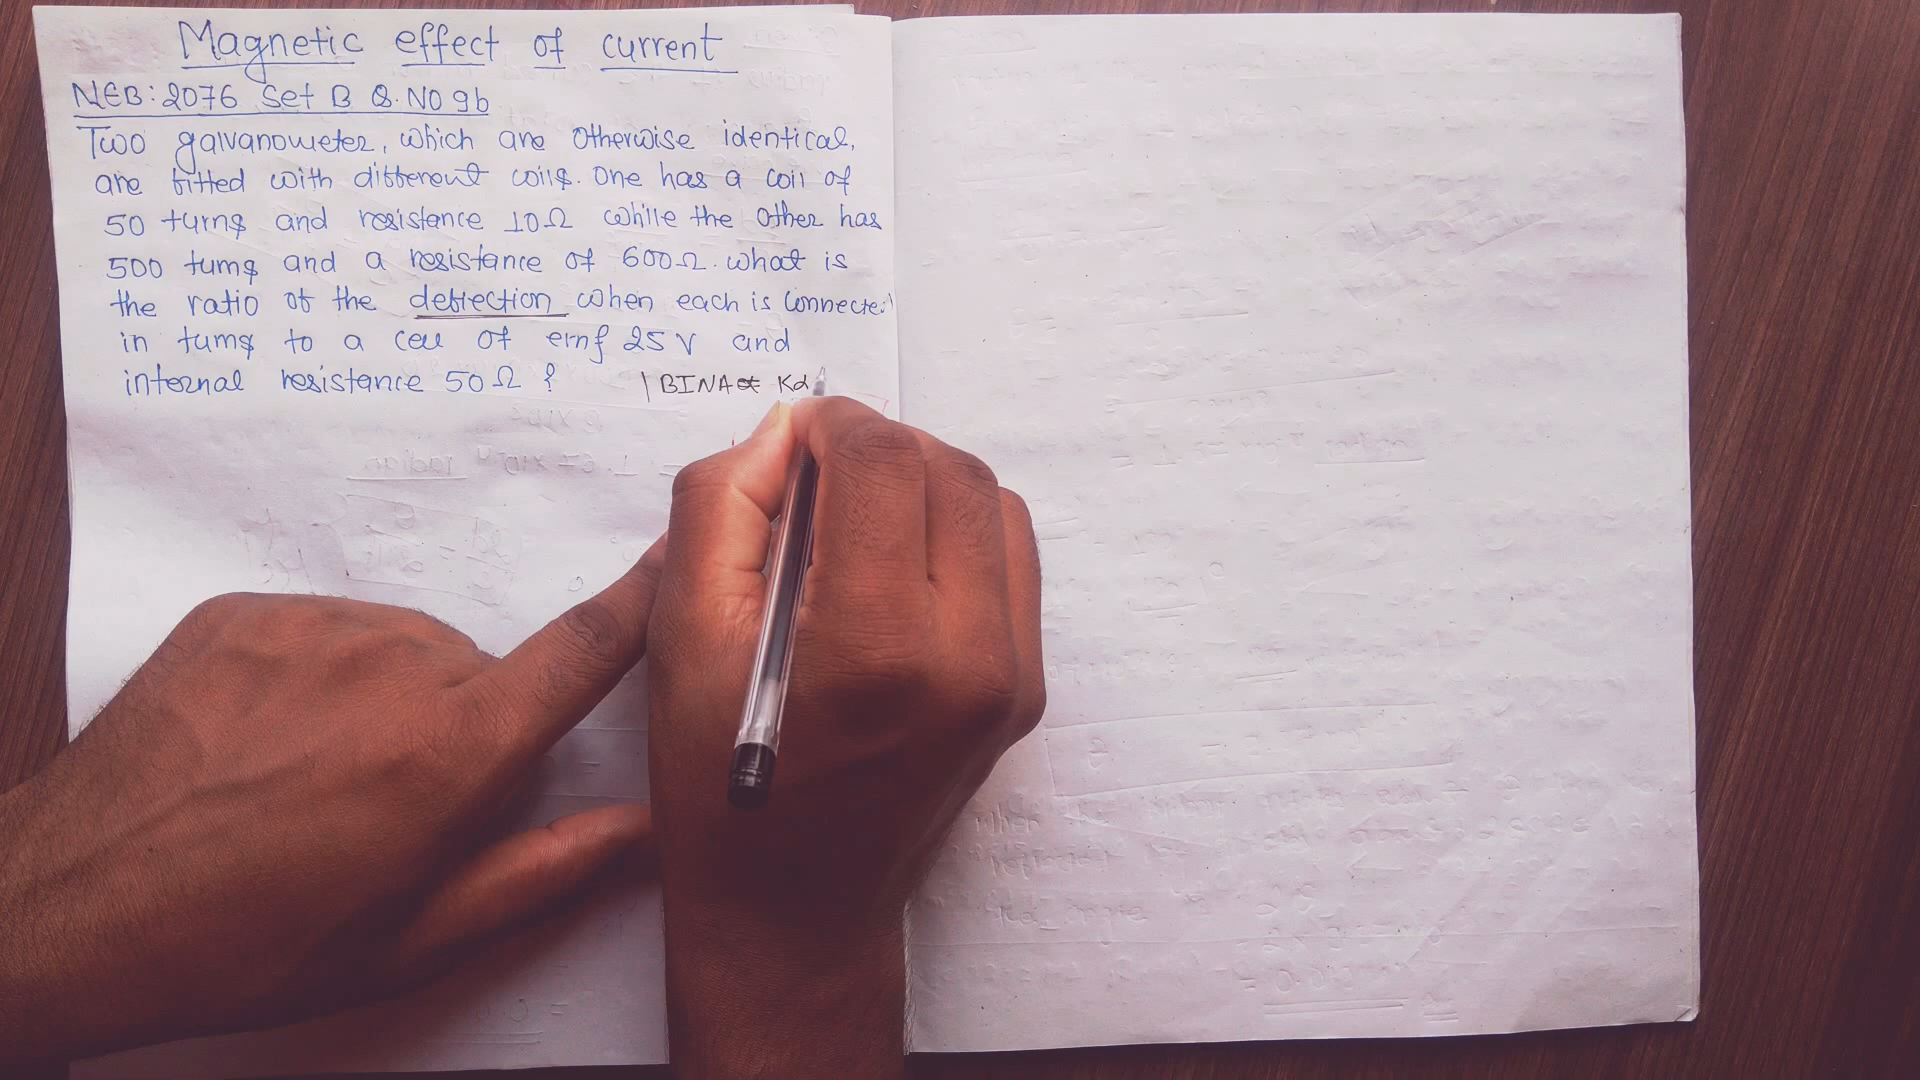 Magnetic effect of current
NEB: 2076 Set B Q. NO 9b
Two galvanometer, which are otherwise identical,
are fitted with different coils. One has a coil of
50 turns and resistance 10Ω while the other has
500 turns and a resistance of 600Ω. what is
the ratio of the deflection when each is connected
in turns to a cell of emf 25 V and
internal resistance 50Ω ?
BINA